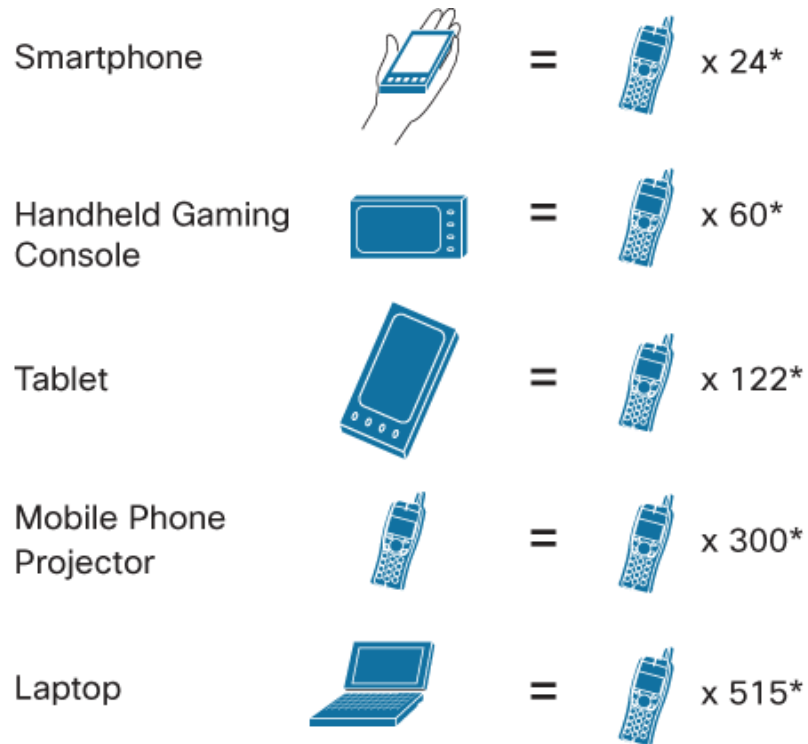 Smartphone = x 24*
Handheld Gaming
Console = x 60*
Tablet = x 122*
Mobile Phone
Projector = x 300*
Laptop = x 515*